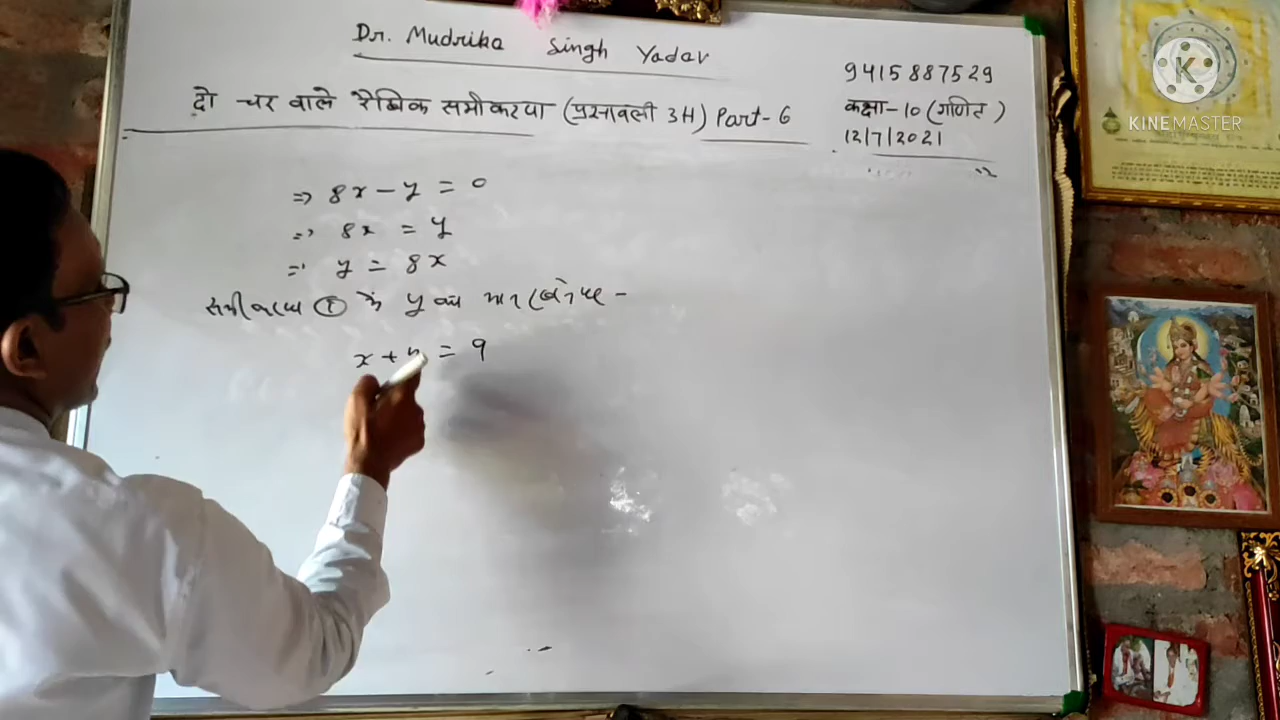 Dr. Mudrika Singh Yadav
9415887529
दो चर वाले रैखिक समीकरण (प्रश्नावली 3H) Part-6
कक्षा-10 (गणित)
12/7/2021
⇒ 8x - y = 0
⇒ 8x = y
⇒ y = 8x
समीकरण ① में y का मान रखने पर -
x + y = 9
KINEMASTER